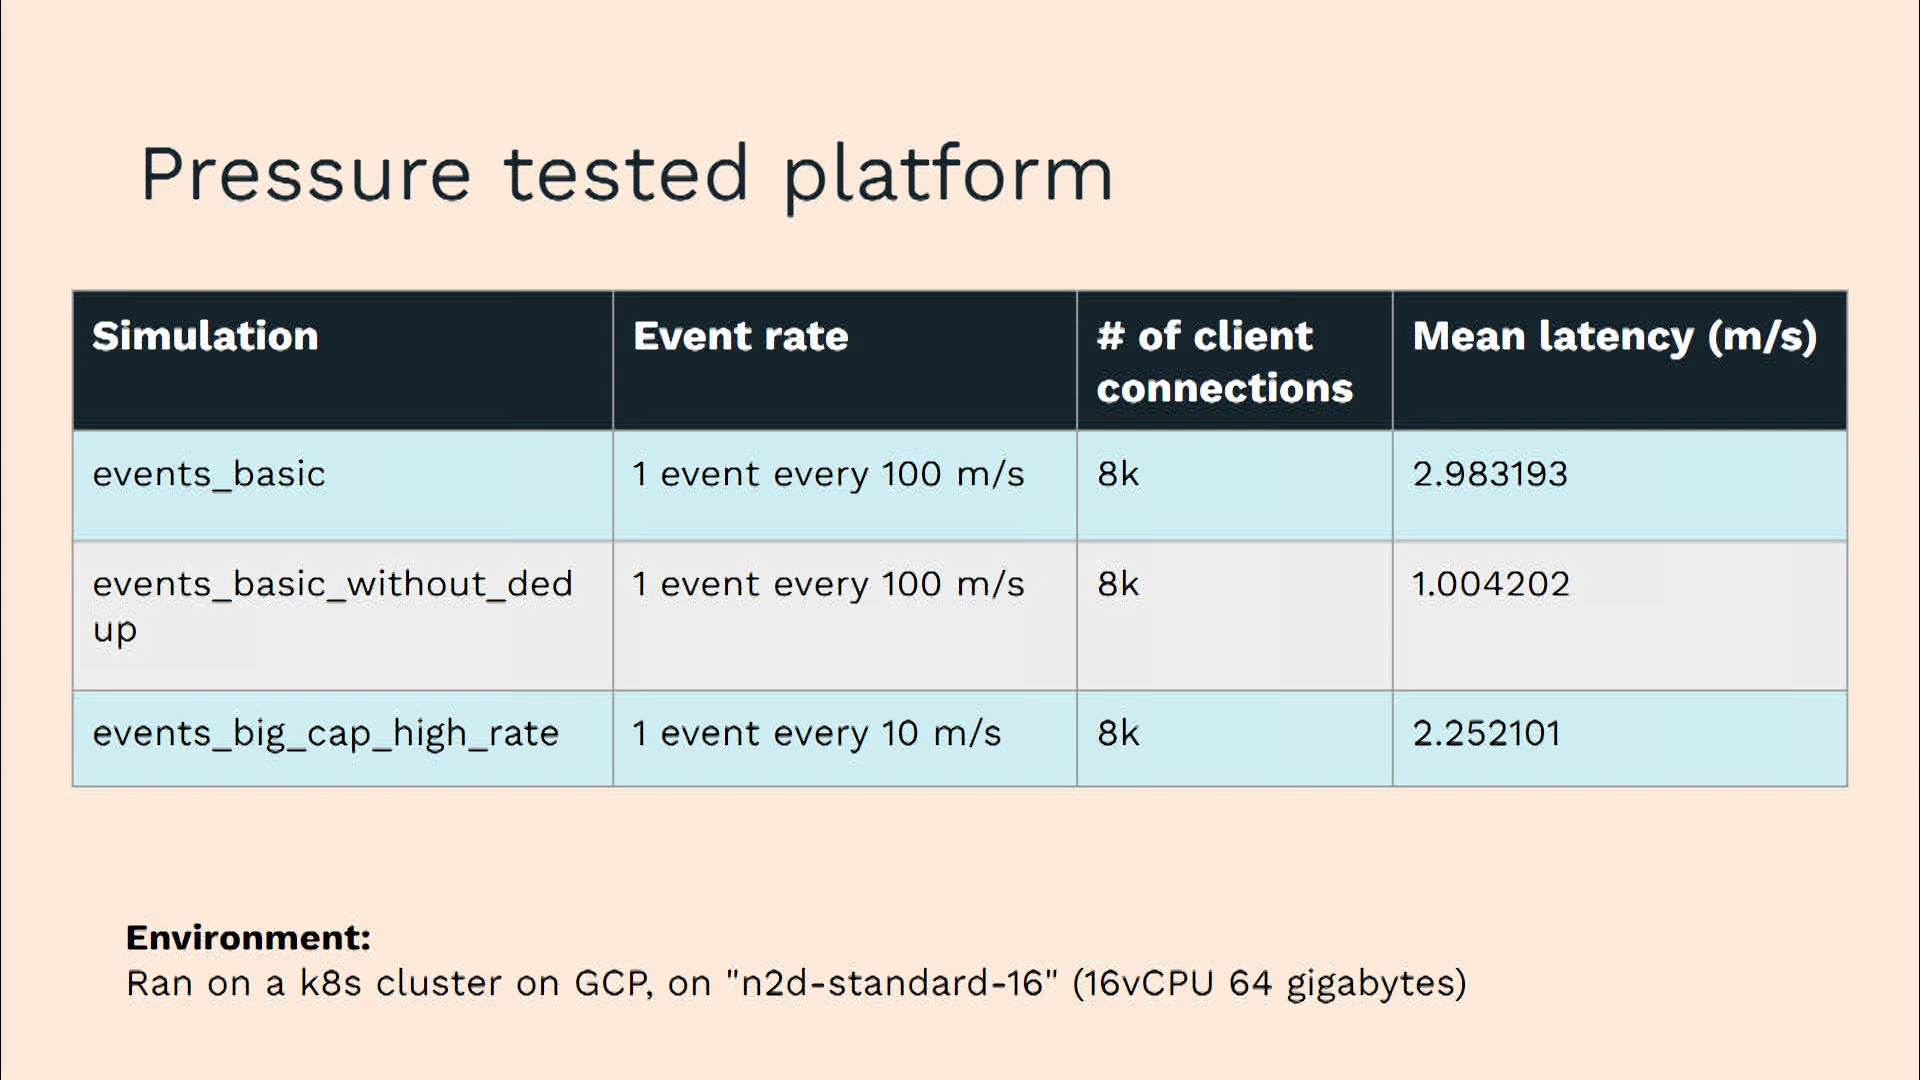 Pressure tested platform
Simulation
Event rate
# of client
connections
Mean latency (m/s)
events_basic
1 event every 100 m/s
8k
2.983193
events_basic_without_ded
up
1 event every 100 m/s
8k
1.004202
events_big_cap_high_rate
1 event every 10 m/s
8k
2.252101
Environment:
Ran on a k8s cluster on GCP, on "n2d-standard-16" (16vCPU 64 gigabytes)